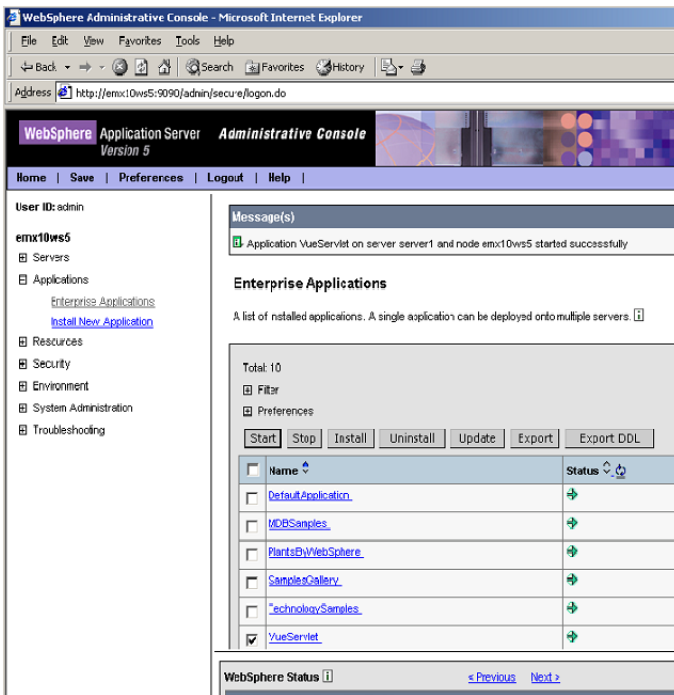 WebSphere Administrative Console - Microsoft Internet Explorer
File Edit View Favorites Tools Help
Back Search Favorites History
Address http://emx10ws5:9090/admin/secure/logon.do
WebSphere Application Server Administrative Console
Version 5
Home | Save | Preferences | Logout | Help |
User ID: admin
emx10ws5
Servers
Applications
Enterprise Applications
Install New Application
Resources
Security
Environment
System Administration
Troubleshooting
Message(s)
Application VueServlet on server server1 and node emx10ws5 started successfully
Enterprise Applications
A list of installed applications. A single application can be deployed onto multiple servers. i
Total: 10
Filter
Preferences
Start Stop Install Uninstall Update Export Export DDL
Name Status
DefaultApplication
MDBSamples
PlantsByWebSphere
SamplesGallery
TechnologySamples
VueServlet
WebSphere Status i < Previous Next >